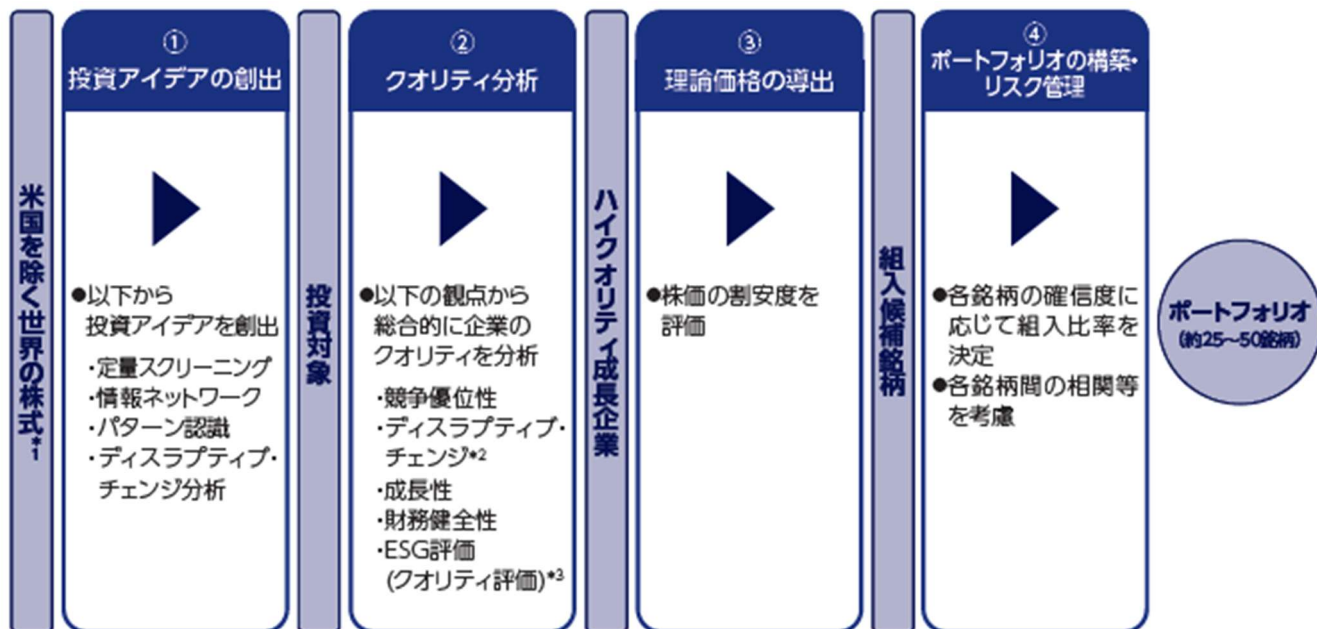 米国を除く世界の株式*1
①
投資アイデアの創出
●以下から
投資アイデアを創出
・定量スクリーニング
・情報ネットワーク
・パターン認識
・ディスラプティブ・
チェンジ分析
投資対象
②
クオリティ分析
●以下の観点から
総合的に企業の
クオリティを分析
・競争優位性
・ディスラプティブ・
チェンジ*2
・成長性
・財務健全性
・ESG評価
(クオリティ評価)*3
ハイクオリティ成長企業
③
理論価格の導出
●株価の割安度を
評価
組入候補銘柄
④
ポートフォリオの構築・
リスク管理
●各銘柄の確信度に
応じて組入比率を
決定
●各銘柄間の相関等
を考慮
ポートフォリオ
(約25〜50銘柄)